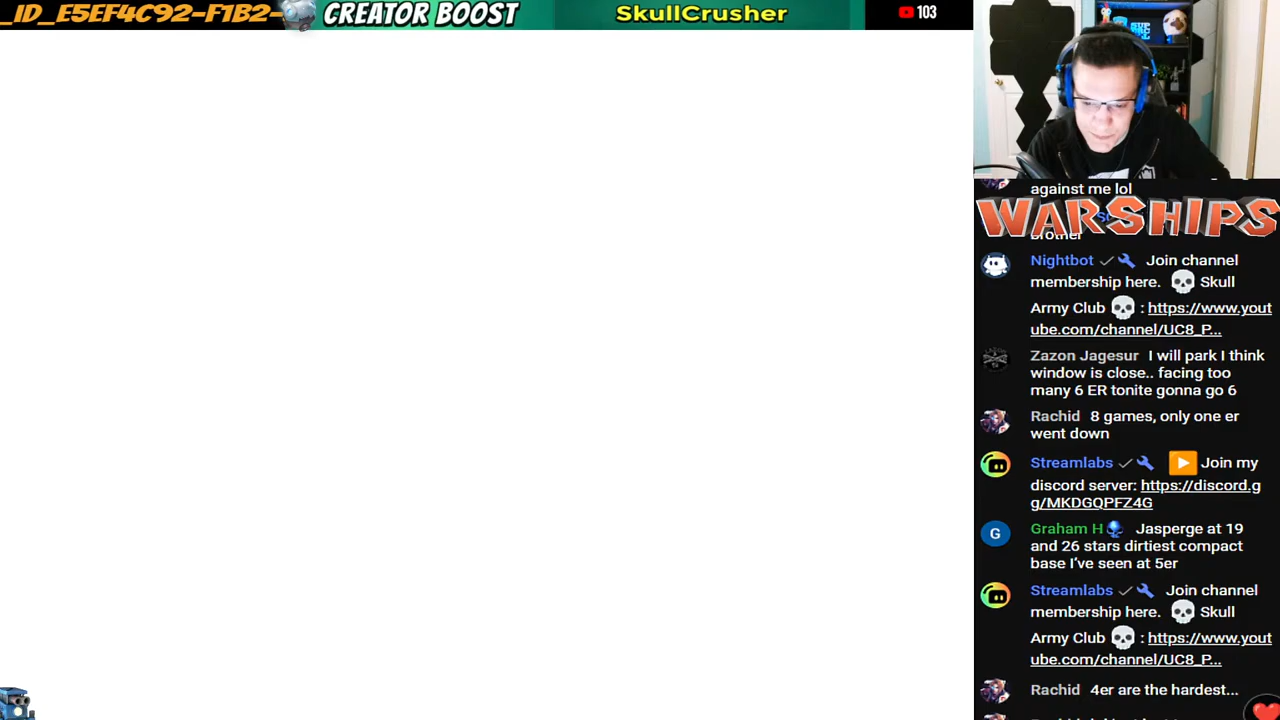 _ID_E5EF4C92-F1B2-
CREATOR BOOST
SkullCrusher
103
against me lol
WARSHIPS
brother
Nightbot Join channel
membership here. 💀 Skull
Army Club 💀 : https://www.yout
ube.com/channel/UC8_P...
Zazon Jagesur I will park I think
window is close.. facing too
many 6 ER tonite gonna go 6
Rachid 8 games, only one er
went down
Streamlabs ▶️ Join my
discord server: https://discord.g
g/MKDGQPFZ4G
G
Graham H Jasperge at 19
and 26 stars dirtiest compact
base I’ve seen at 5er
Streamlabs Join channel
membership here. 💀 Skull
Army Club 💀 : https://www.yout
ube.com/channel/UC8_P...
Rachid 4er are the hardest...